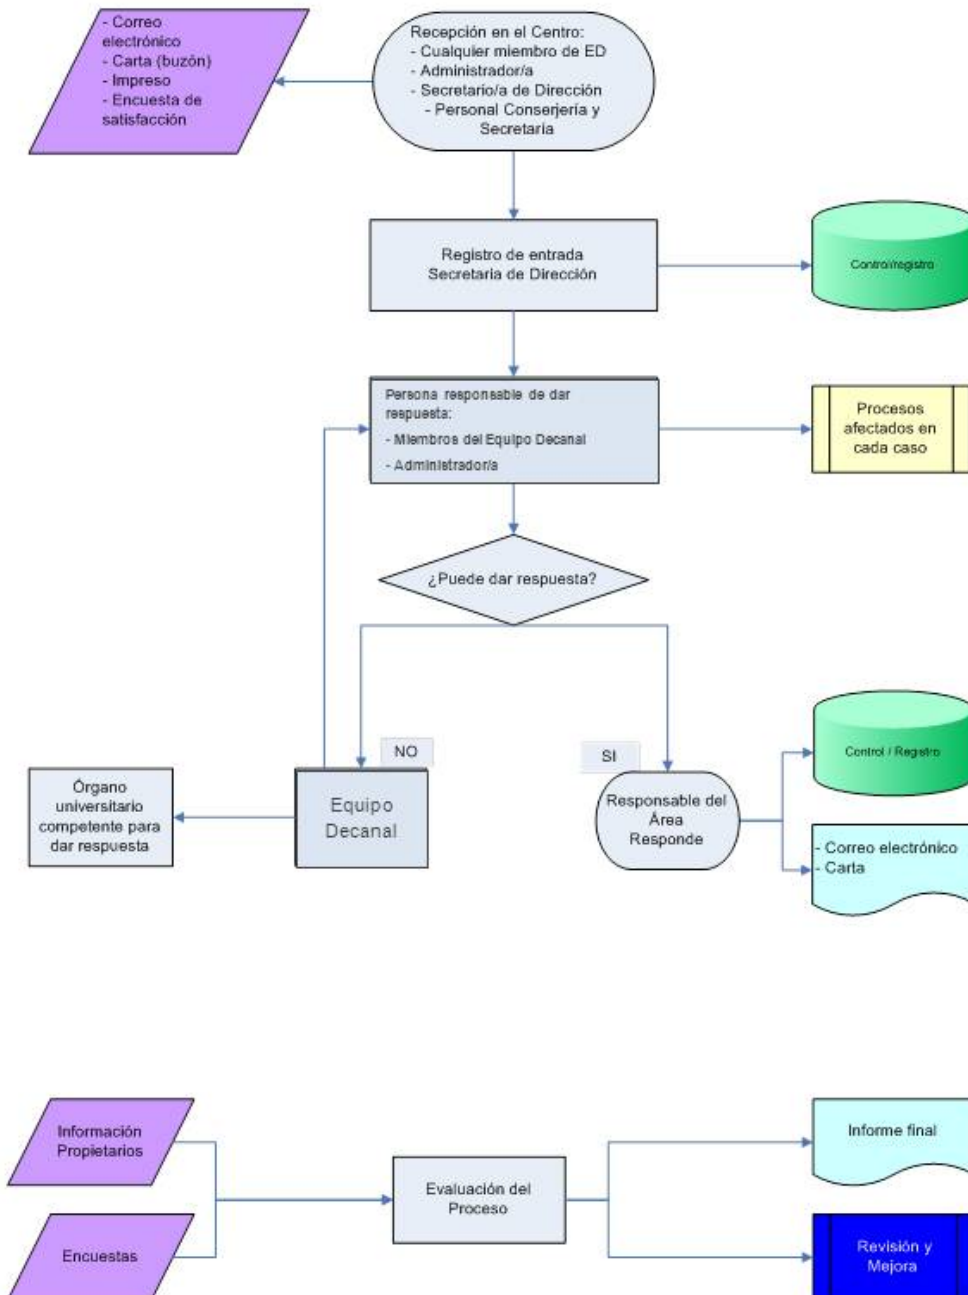 - Correo
electrónico
- Carta (buzón)
- Impreso
- Encuesta de
satisfacción
Recepción en el Centro:
- Cualquier miembro de ED
- Administrador/a
- Secretario/a de Dirección
- Personal Conserjería y
Secretaría
Registro de entrada
Secretaria de Dirección
Control/registro
Persona responsable de dar
respuesta:
- Miembros del Equipo Decanal
- Administrador/a
Procesos
afectados en
cada caso
¿Puede dar respuesta?
NO
SI
Órgano
universitario
competente para
dar respuesta
Equipo
Decanal
Responsable del
Área
Responde
Control / Registro
- Correo electrónico
- Carta
Información
Propietarios
Encuestas
Evaluación del
Proceso
Informe final
Revisión y
Mejora